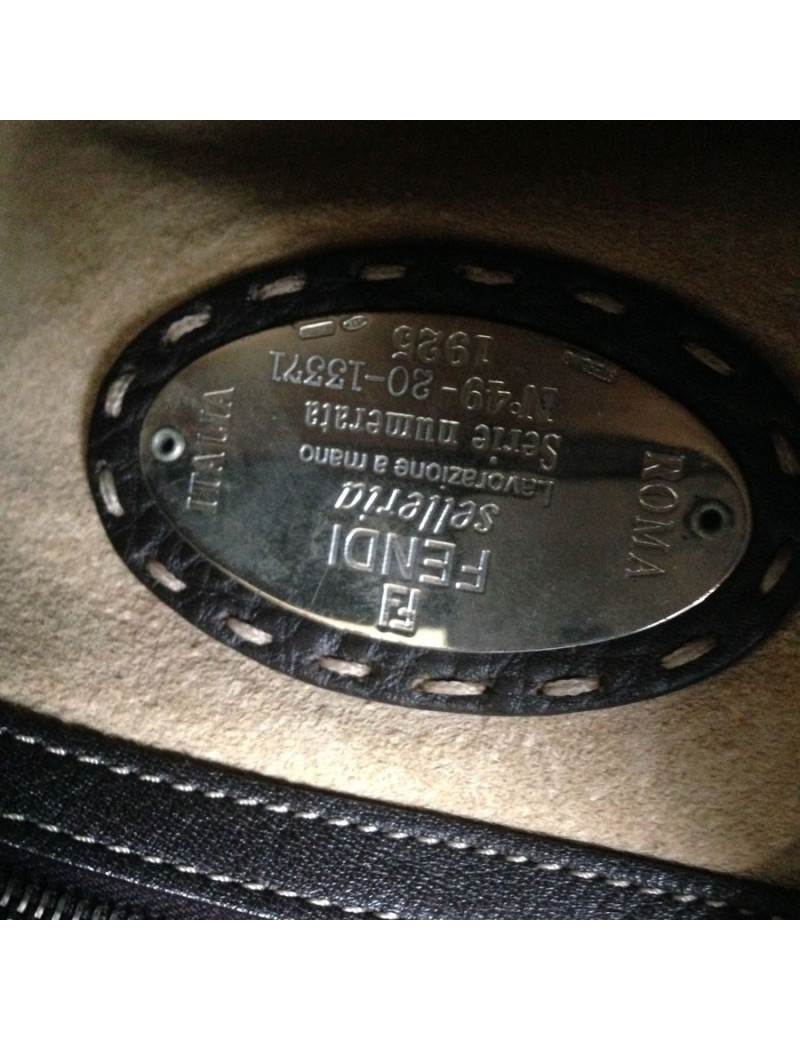 FENDI
selleria
Lavorazione a mano
Serie numerata
N°49-20-13371
1925
ROMA
ITALIA